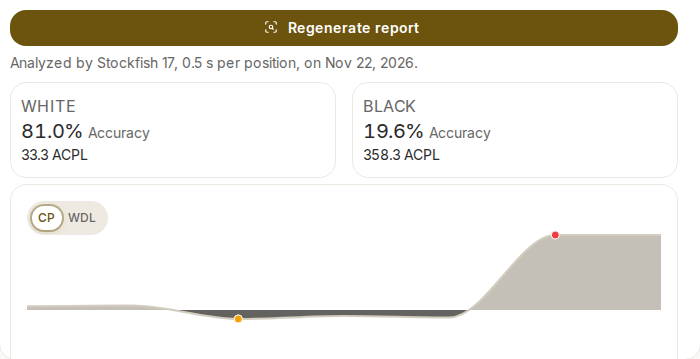 Regenerate report
Analyzed by Stockfish 17, 0.5 s per position, on Nov 22, 2026.
WHITE
81.0% Accuracy
33.3 ACPL
BLACK
19.6% Accuracy
358.3 ACPL
CP WDL